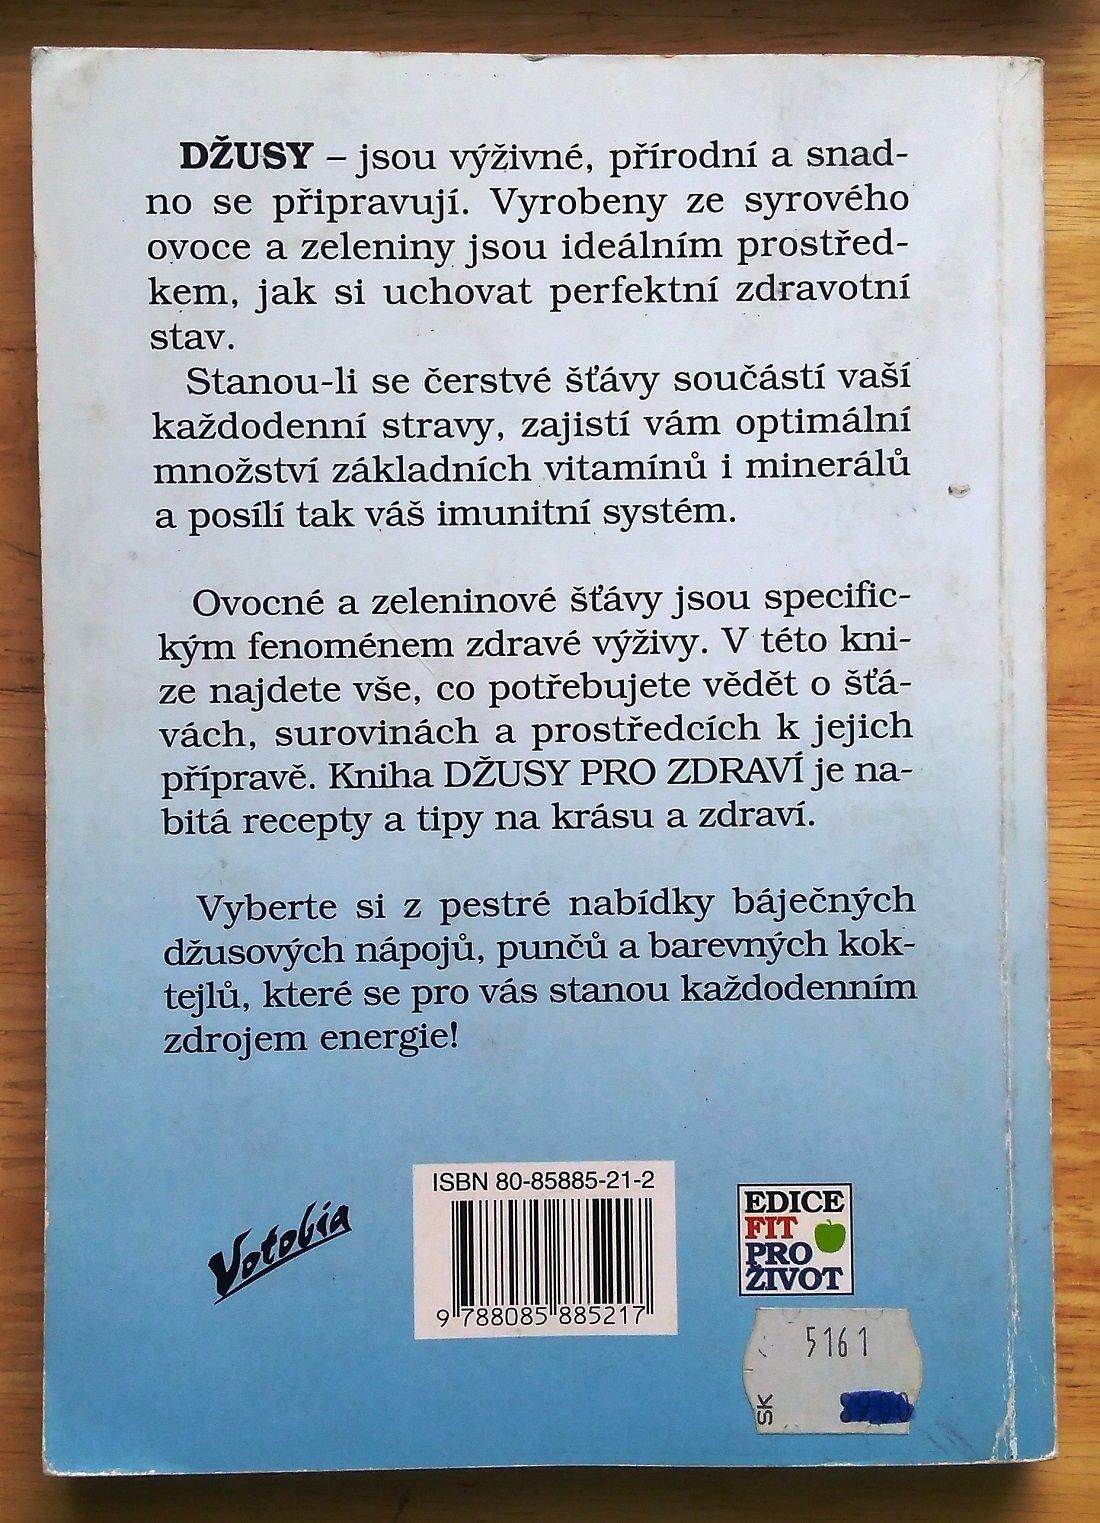 DŽUSY – jsou výživné, přírodní a snad-
no se připravují. Vyrobeny ze syrového
ovoce a zeleniny jsou ideálním prostřed-
kem, jak si uchovat perfektní zdravotní
stav.
Stanou-li se čerstvé šťávy součástí vaší
každodenní stravy, zajistí vám optimální
množství základních vitamínů i minerálů
a posílí tak váš imunitní systém.
Ovocné a zeleninové šťávy jsou specific-
kým fenoménem zdravé výživy. V této kni-
ze najdete vše, co potřebujete vědět o šťá-
vách, surovinách a prostředcích k jejich
přípravě. Kniha DŽUSY PRO ZDRAVÍ je na-
bitá recepty a tipy na krásu a zdraví.
Vyberte si z pestré nabídky báječných
džusových nápojů, punčů a barevných kok-
tejlů, které se pro vás stanou každodenním
zdrojem energie!
Votobia
ISBN 80-85885-21-2
9 788085 885217
EDICE
FIT
PRO
ŽIVOT
5161
SK